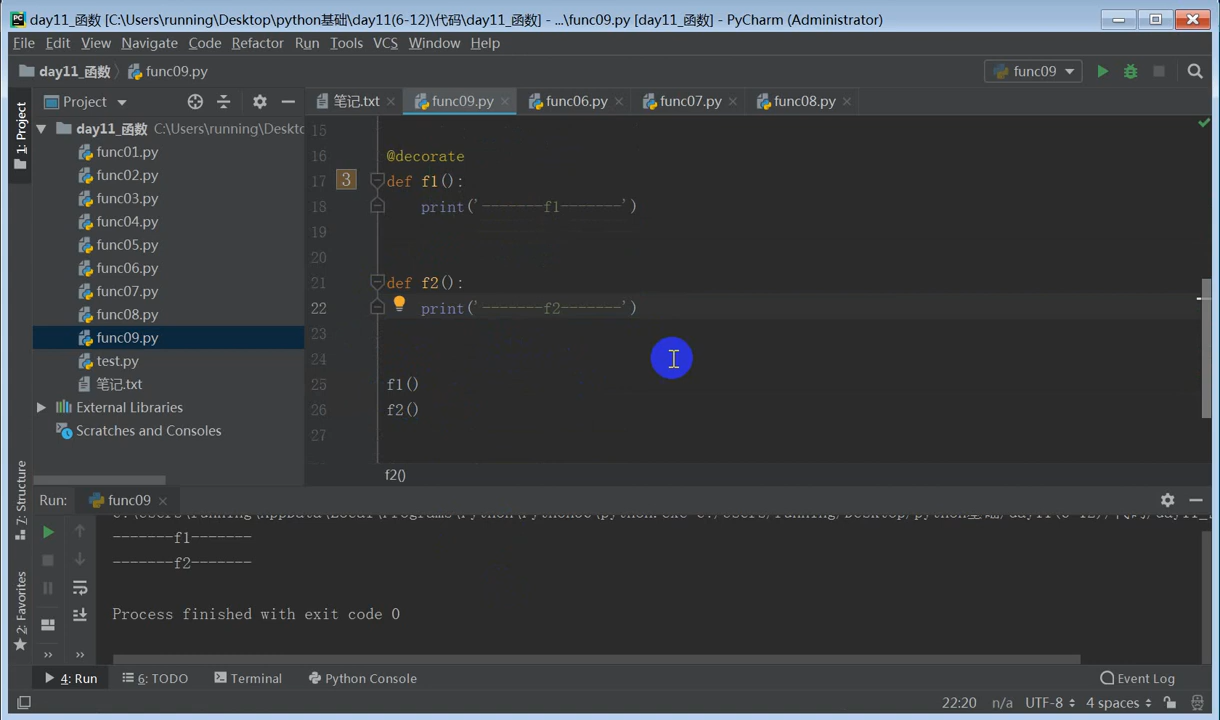 day11_函数 [C:\Users\running\Desktop\python基础\day11(6-12)\代码\day11_函数] - ...\func09.py [day11_函数] - PyCharm (Administrator)
File Edit View Navigate Code Refactor Run Tools VCS Window Help
day11_函数 func09.py
func09
1: Project
Project
笔记.txt func09.py func06.py func07.py func08.py
day11_函数 C:\Users\running\Deskto
func01.py
func02.py
func03.py
func04.py
func05.py
func06.py
func07.py
func08.py
func09.py
test.py
笔记.txt
External Libraries
Scratches and Consoles
15
16 @decorate
17 3 def f1():
18 print('-------f1-------')
19
20
21 def f2():
22 print('-------f2-------')
23
24
25 f1()
26 f2()
27
f2()
7: Structure
2: Favorites
Run: func09
-------f1-------
-------f2-------
Process finished with exit code 0
4: Run 6: TODO Terminal Python Console Event Log
22:20 n/a UTF-8 4 spaces